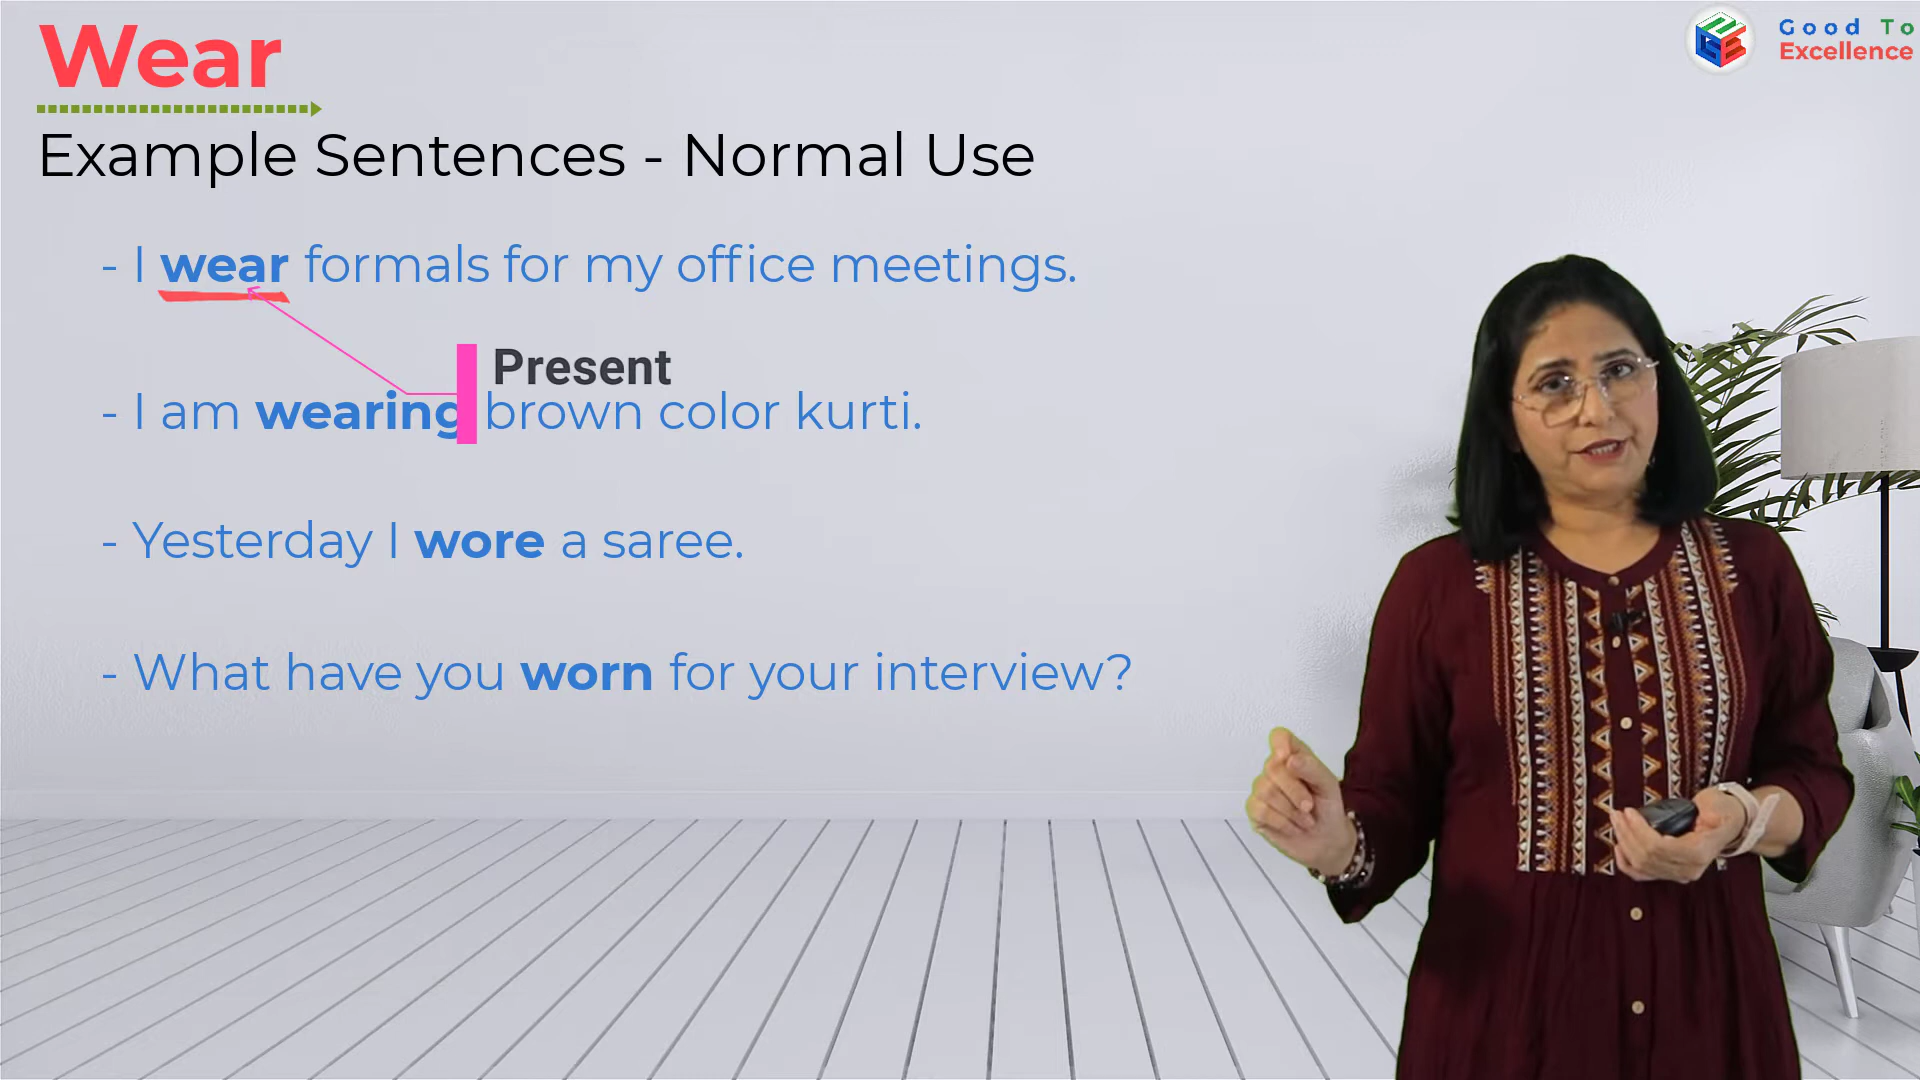 Wear
Good To
Excellence
Example Sentences - Normal Use
- I wear formals for my office meetings.
Present
- I am wearing brown color kurti.
- Yesterday I wore a saree.
- What have you worn for your interview?